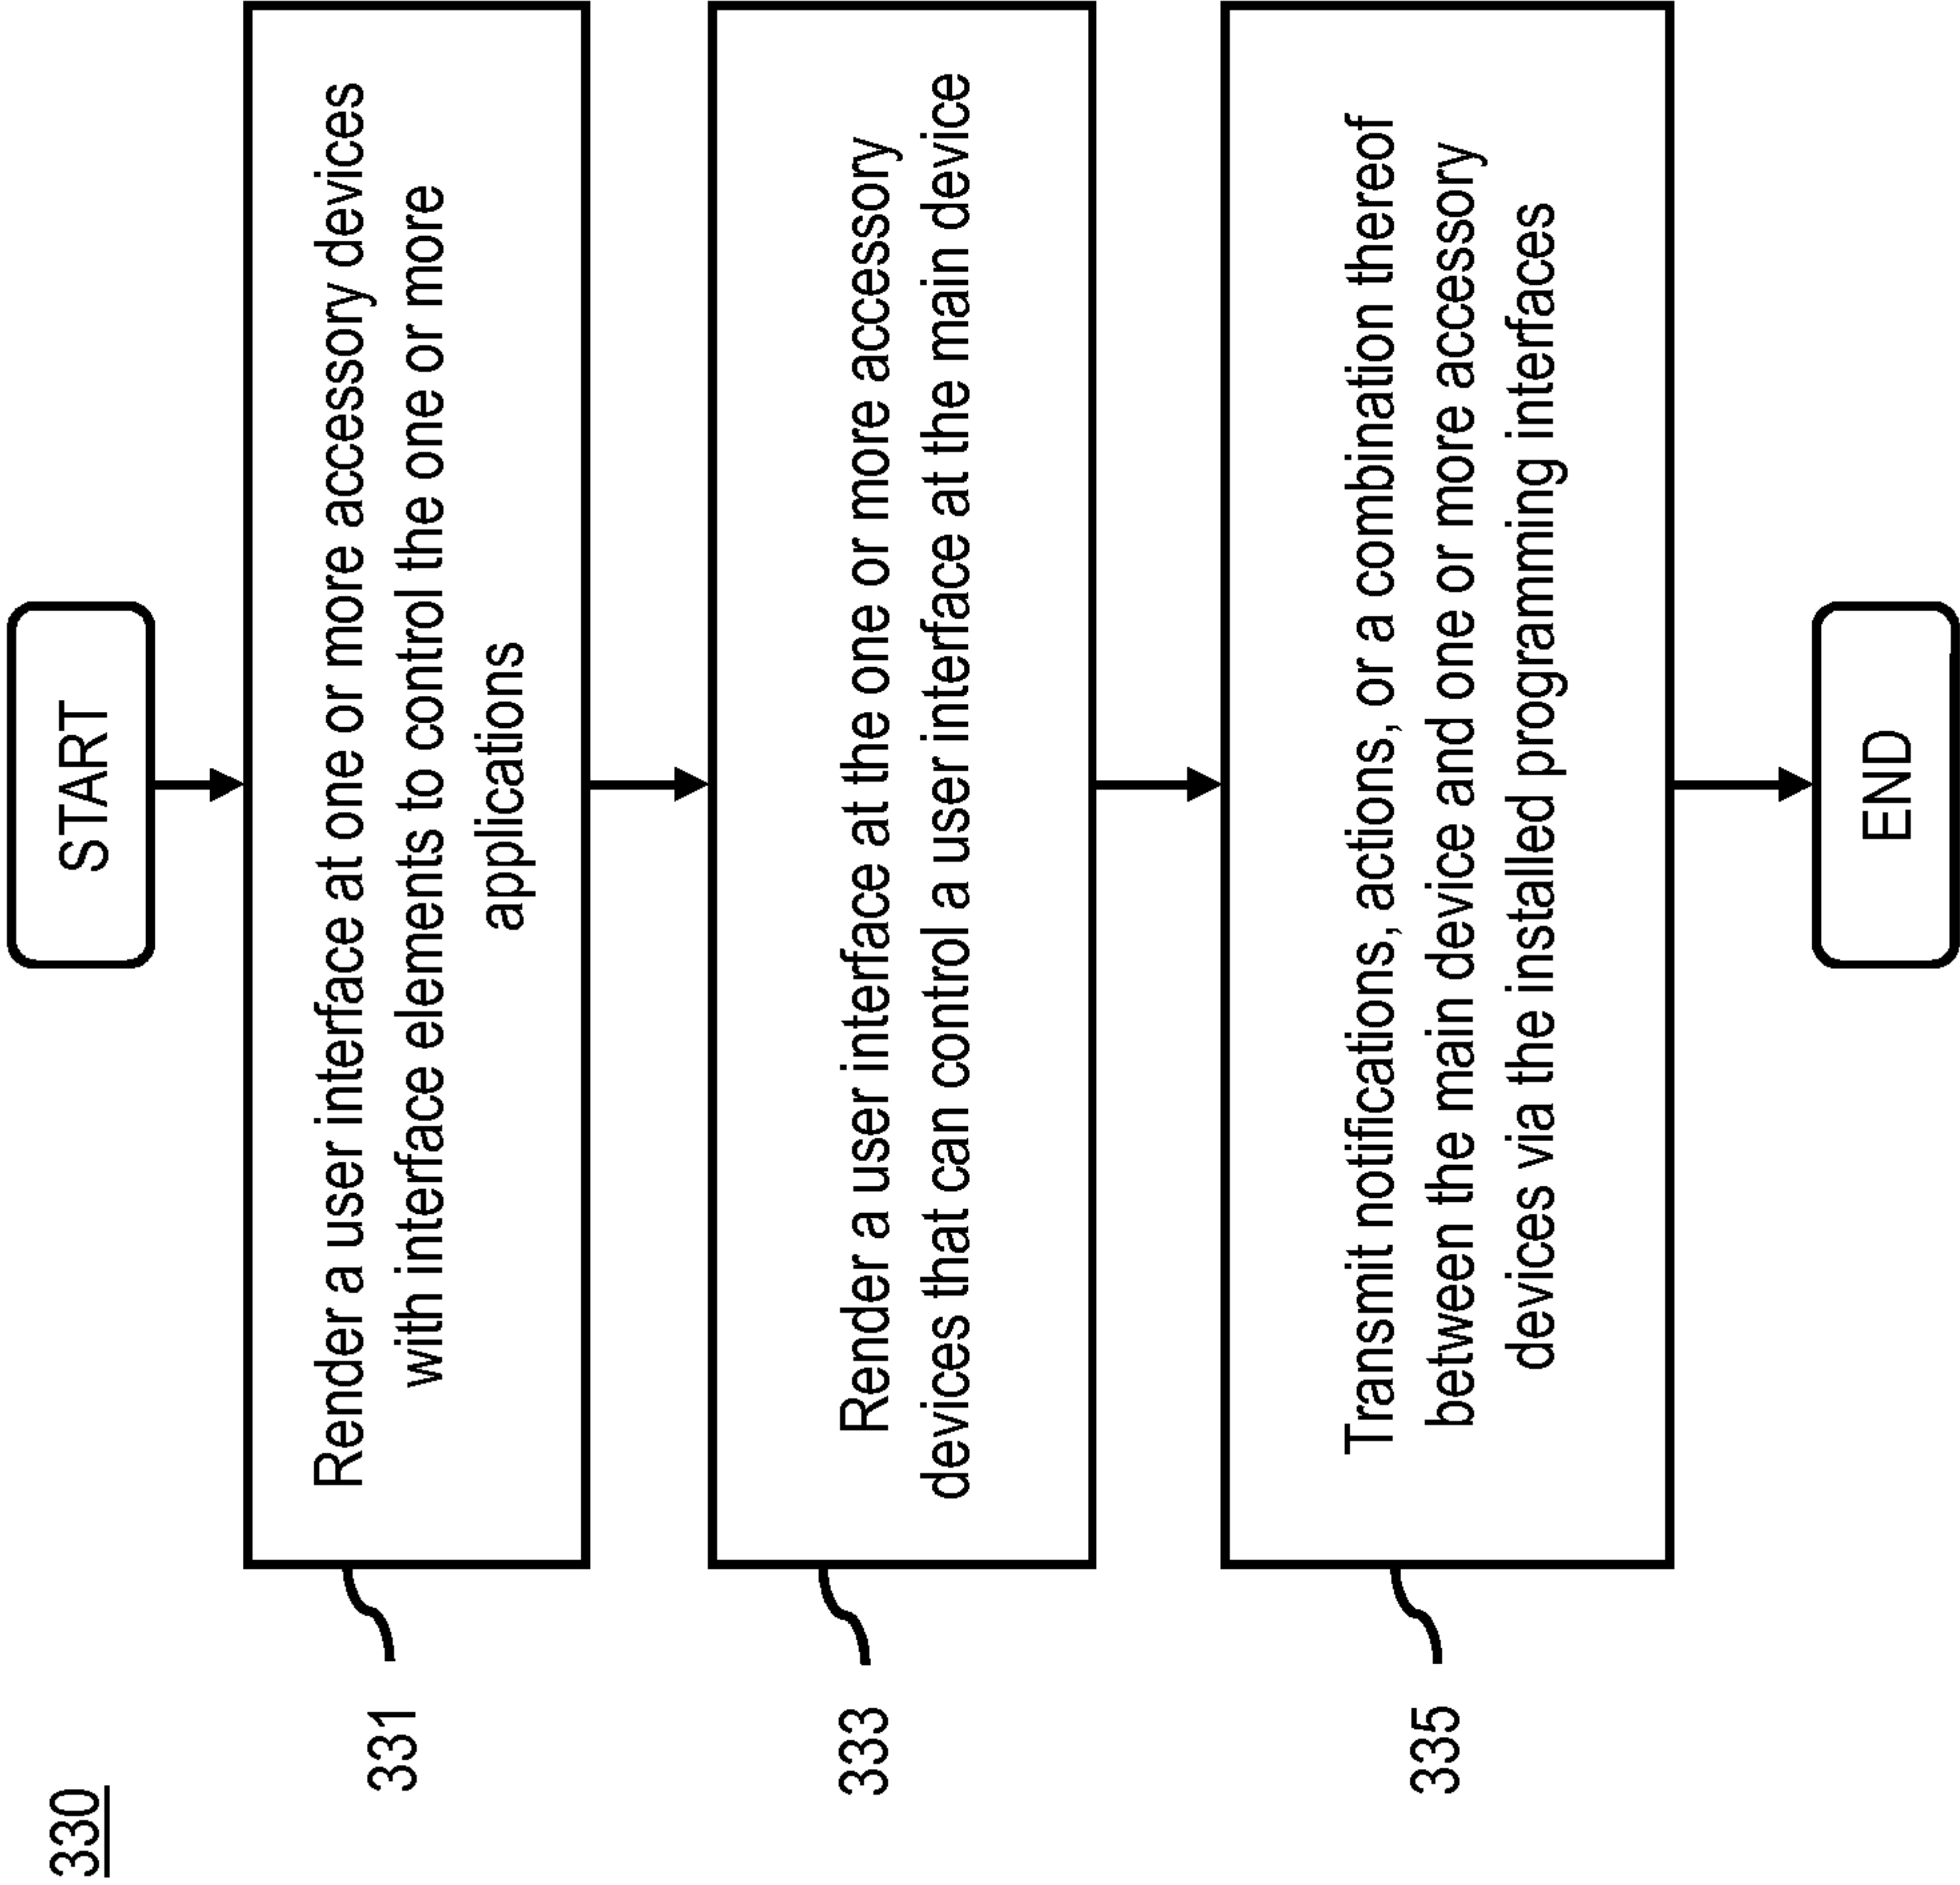 330
START
331
Render a user interface at one or more accessory devices
with interface elements to control the one or more
applications
333
Render a user interface at the one or more accessory
devices that can control a user interface at the main device
335
Transmit notifications, actions, or a combination thereof
between the main device and one or more accessory
devices via the installed programming interfaces
END